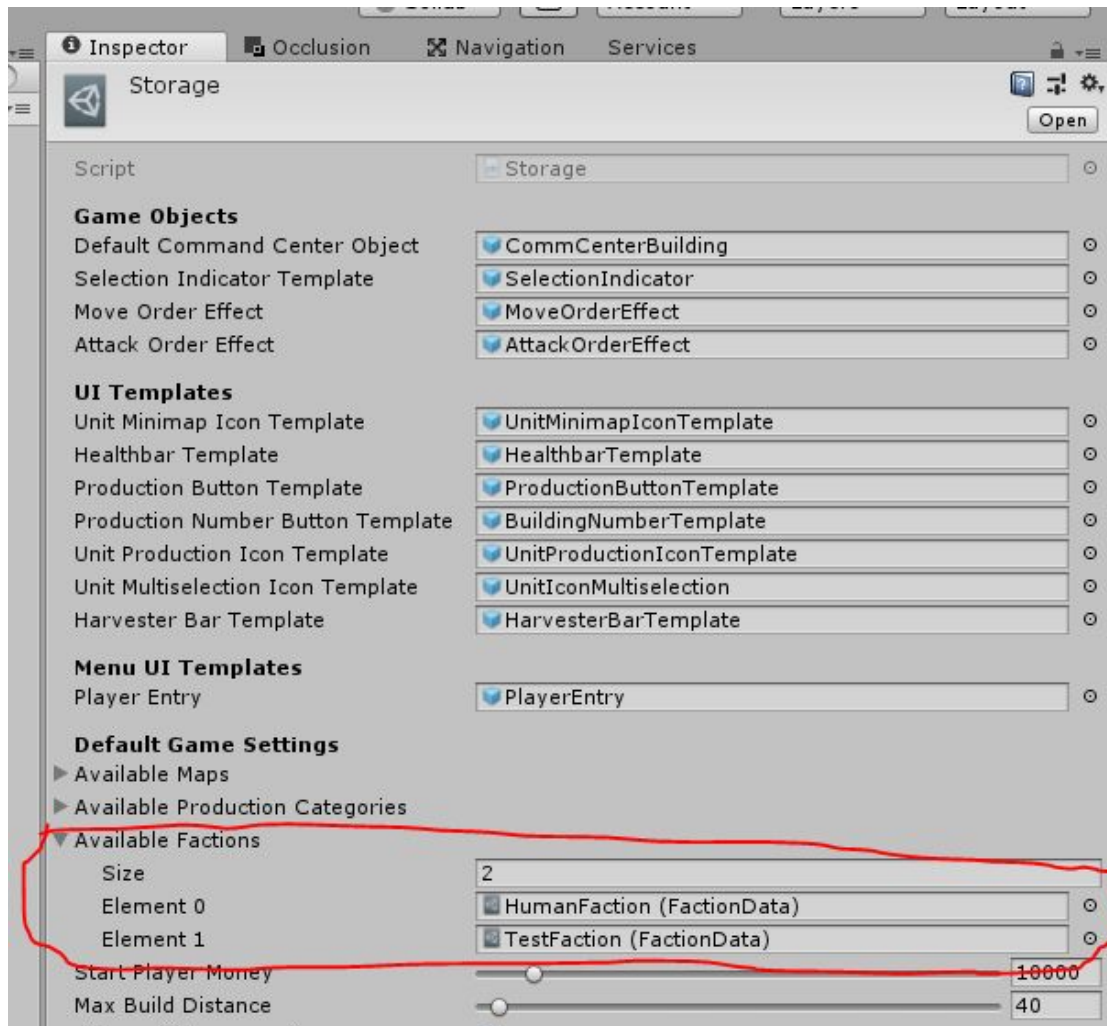 Inspector Occlusion Navigation Services
Storage
Open
Script Storage
Game Objects
Default Command Center Object CommCenterBuilding
Selection Indicator Template SelectionIndicator
Move Order Effect MoveOrderEffect
Attack Order Effect AttackOrderEffect
UI Templates
Unit Minimap Icon Template UnitMinimapIconTemplate
Healthbar Template HealthbarTemplate
Production Button Template ProductionButtonTemplate
Production Number Button Template BuildingNumberTemplate
Unit Production Icon Template UnitProductionIconTemplate
Unit Multiselection Icon Template UnitIconMultiselection
Harvester Bar Template HarvesterBarTemplate
Menu UI Templates
Player Entry PlayerEntry
Default Game Settings
Available Maps
Available Production Categories
Available Factions
Size 2
Element 0 HumanFaction (FactionData)
Element 1 TestFaction (FactionData)
Start Player Money 10000
Max Build Distance 40